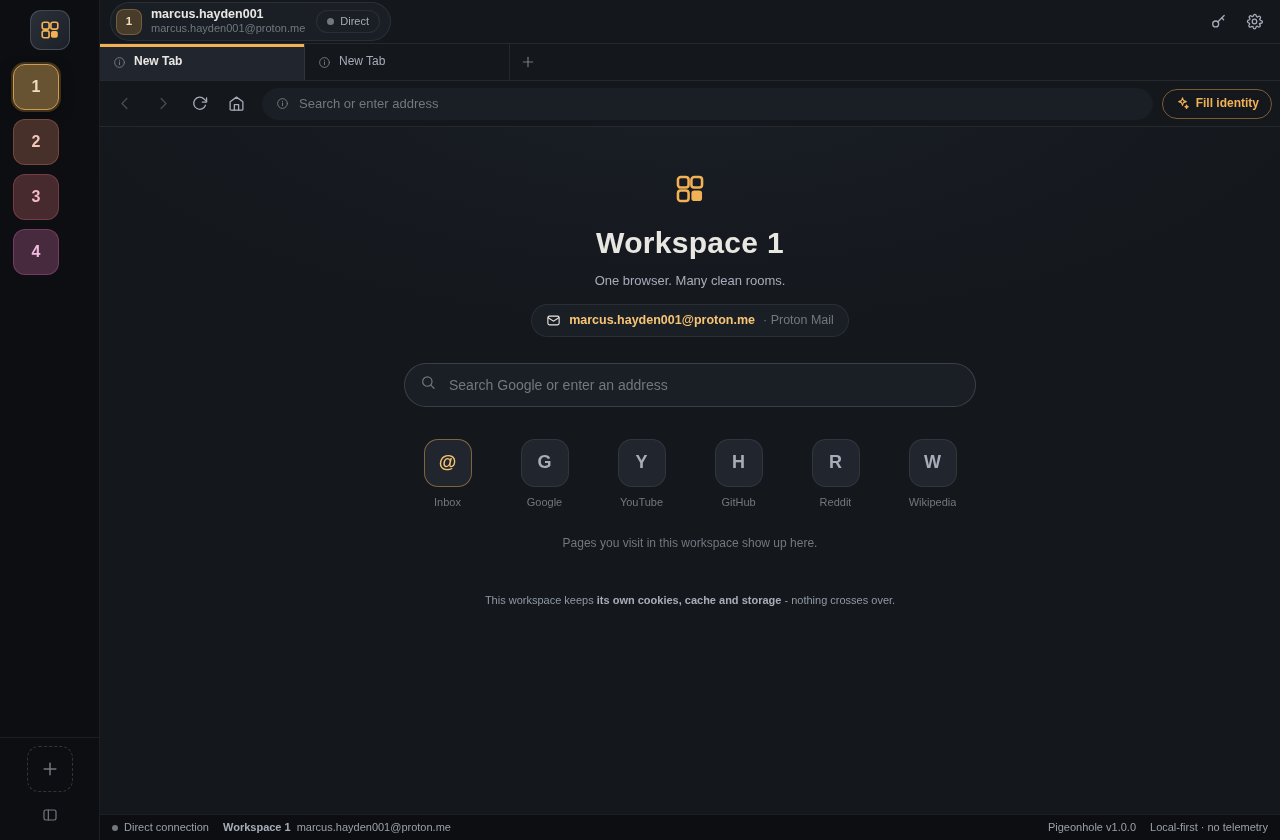 1
marcus.hayden001
marcus.hayden001@proton.me
Direct
1
2
3
4
New Tab
New Tab
Search or enter address
Fill identity
Workspace 1
One browser. Many clean rooms.
marcus.hayden001@proton.me · Proton Mail
Search Google or enter an address
@ G Y H R W
Inbox Google YouTube GitHub Reddit Wikipedia
Pages you visit in this workspace show up here.
This workspace keeps its own cookies, cache and storage - nothing crosses over.
Direct connection Workspace 1 marcus.hayden001@proton.me Pigeonhole v1.0.0 Local-first · no telemetry